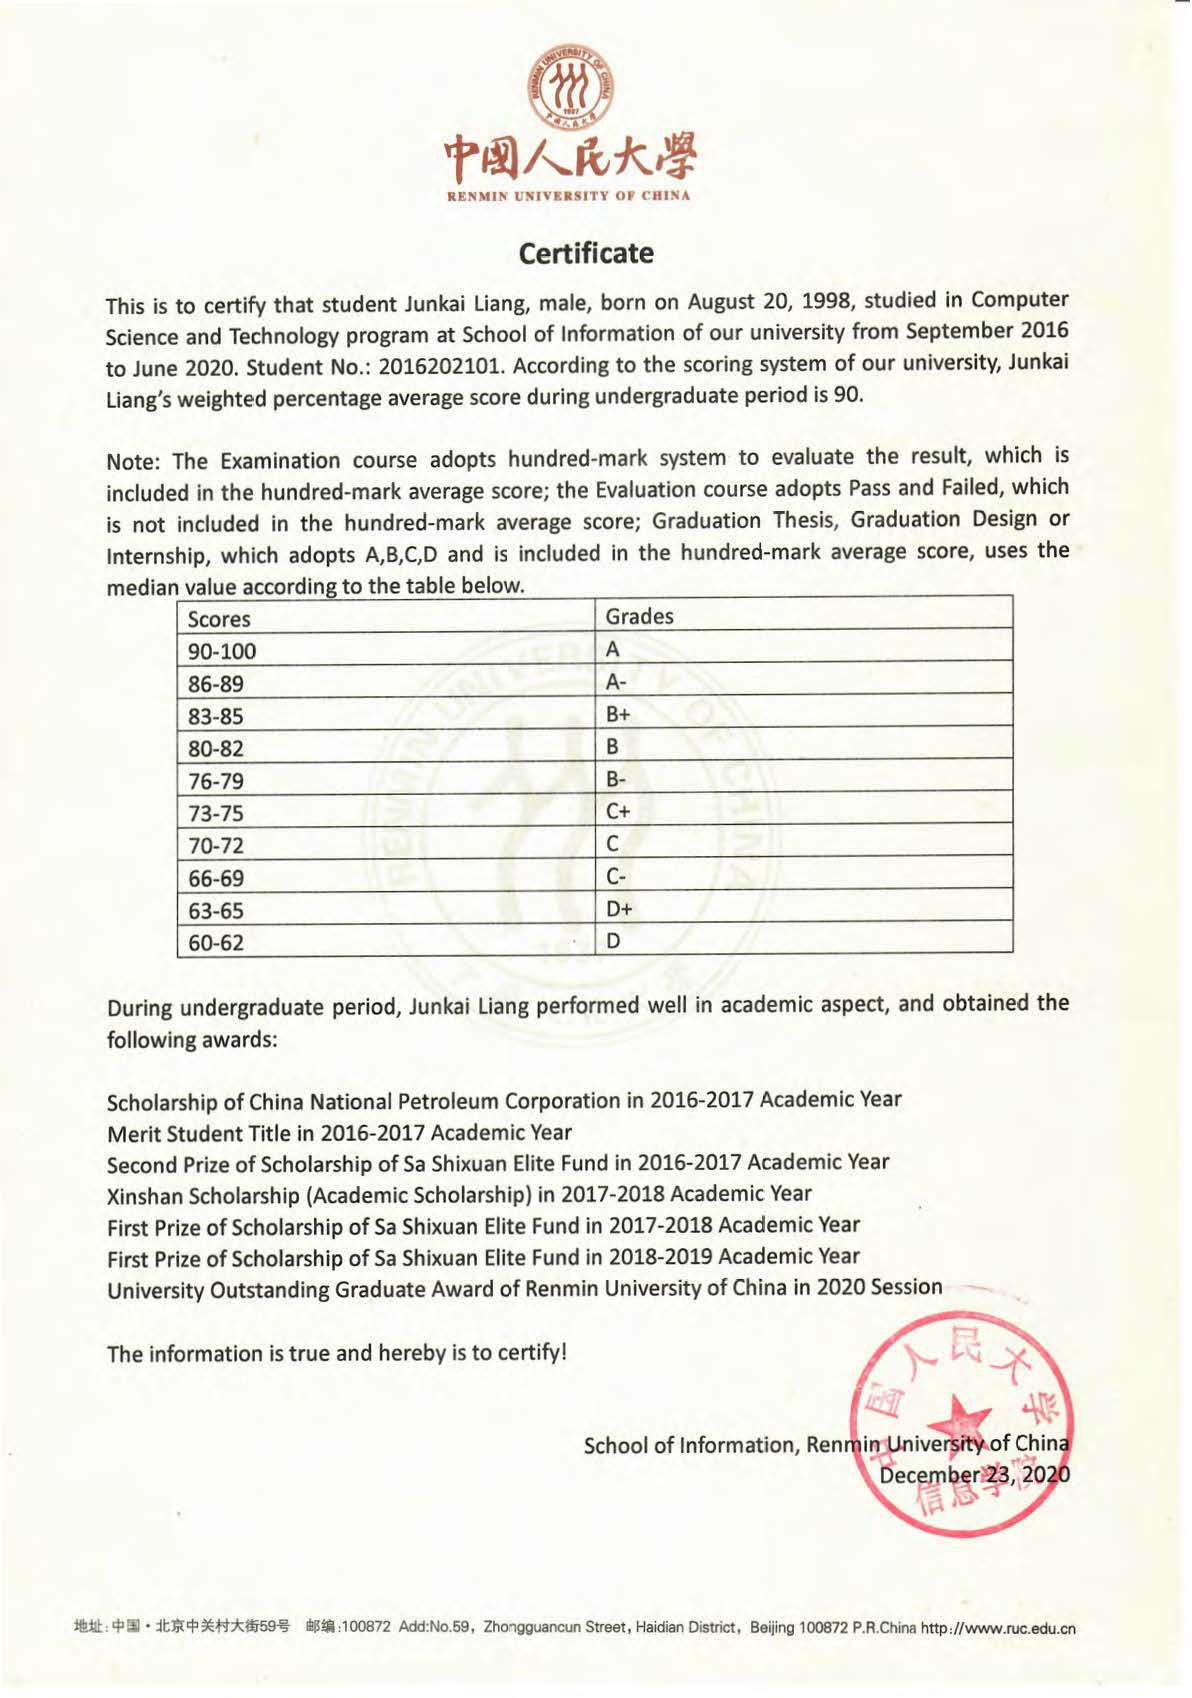 RENMIN UNIVERSITY OF CHINA
1937
中國人民大學
中國人民大學
RENMIN UNIVERSITY OF CHINA
Certificate
This is to certify that student Junkai Liang, male, born on August 20, 1998, studied in Computer
Science and Technology program at School of Information of our university from September 2016
to June 2020. Student No.: 2016202101. According to the scoring system of our university, Junkai
Liang's weighted percentage average score during undergraduate period is 90.
Note: The Examination course adopts hundred-mark system to evaluate the result, which is
included in the hundred-mark average score; the Evaluation course adopts Pass and Failed, which
is not included in the hundred-mark average score; Graduation Thesis, Graduation Design or
Internship, which adopts A,B,C,D and is included in the hundred-mark average score, uses the
median value according to the table below.
Scores Grades
90-100 A
86-89 A-
83-85 B+
80-82 B
76-79 B-
73-75 C+
70-72 C
66-69 C-
63-65 D+
60-62 D
RENMIN UNIVERSITY OF CHINA
During undergraduate period, Junkai Liang performed well in academic aspect, and obtained the
following awards:
Scholarship of China National Petroleum Corporation in 2016-2017 Academic Year
Merit Student Title in 2016-2017 Academic Year
Second Prize of Scholarship of Sa Shixuan Elite Fund in 2016-2017 Academic Year
Xinshan Scholarship (Academic Scholarship) in 2017-2018 Academic Year
First Prize of Scholarship of Sa Shixuan Elite Fund in 2017-2018 Academic Year
First Prize of Scholarship of Sa Shixuan Elite Fund in 2018-2019 Academic Year
University Outstanding Graduate Award of Renmin University of China in 2020 Session
The information is true and hereby is to certify!
School of Information, Renmin University of China
December 23, 2020
中国人民大学
信息学院
地址:中国·北京中关村大街59号 邮编:100872 Add:No.59, Zhongguancun Street, Haidian District, Beijing 100872 P.R.China http://www.ruc.edu.cn